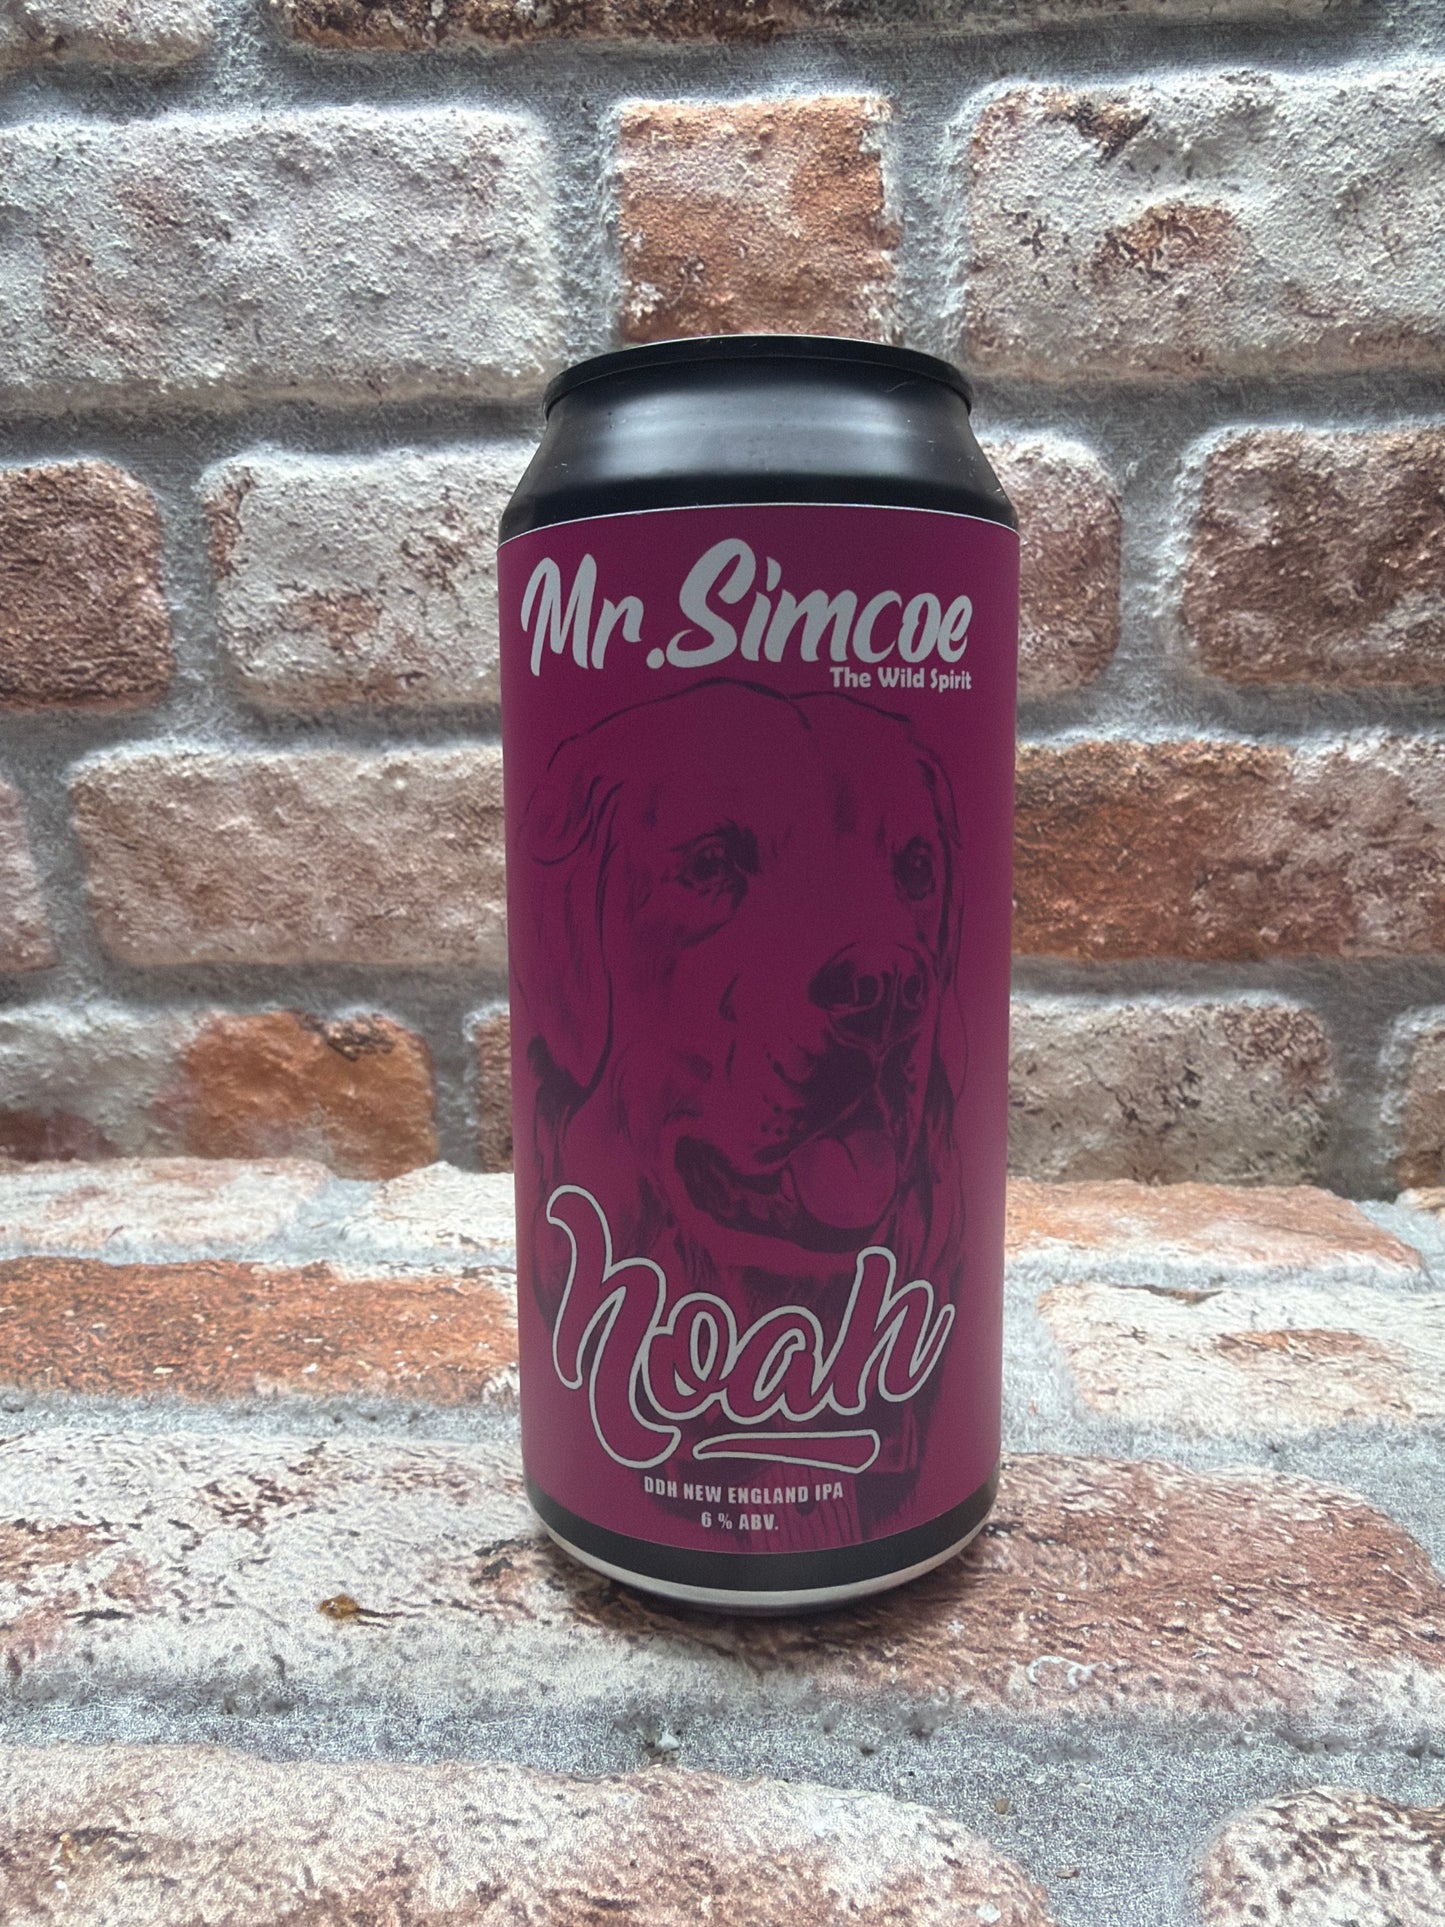 Mr.Simcoe
The Wild Spirit
Noah
DDH NEW ENGLAND IPA
6 % ABV.